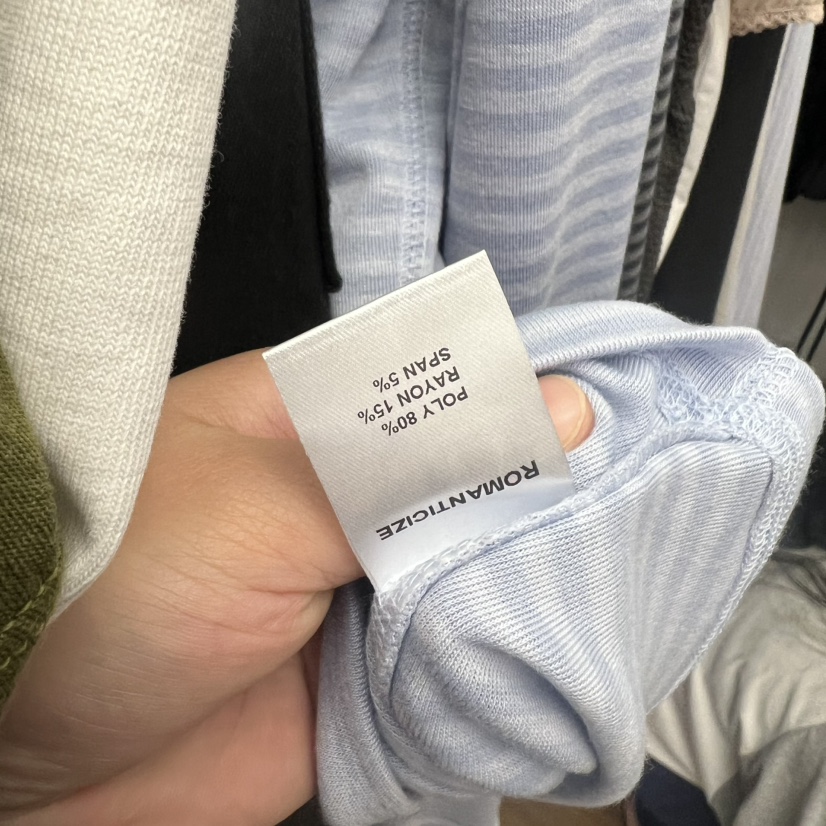 ROMANTICIZE
POLY 80%
RAYON 15%
SPAN 5%